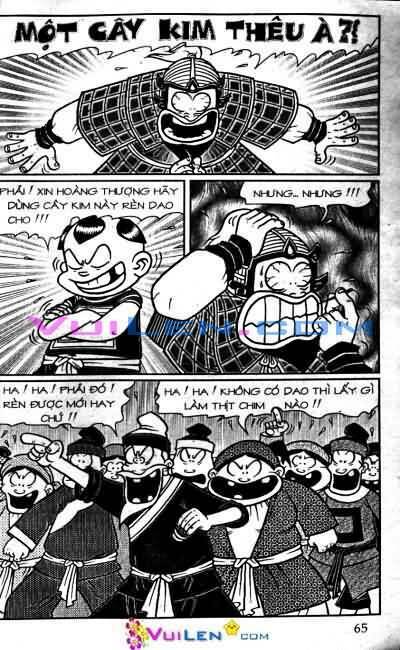 MỘT CÂY KIM THÊU À?!
PHẢI! XIN HOÀNG THƯỢNG HÃY
DÙNG CÂY KIM NÀY RÈN DAO
CHO !!!
NHƯNG... NHƯNG !!!
VUILEN.COM
HA! HA! PHẢI ĐÓ!
RÈN ĐƯỢC MỚI HAY
CHỨ !!
HA! HA! KHÔNG CÓ DAO THÌ LẤY GÌ
LÀM THỊT CHIM NÀO !!
65
VUILEN.COM